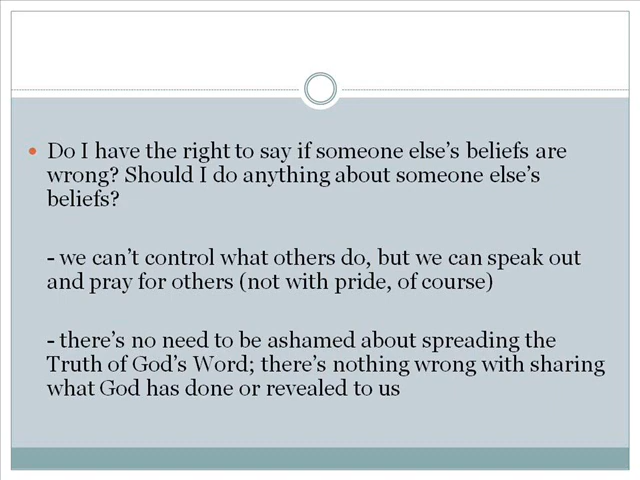 Do I have the right to say if someone else's beliefs are
wrong? Should I do anything about someone else's
beliefs?
- we can't control what others do, but we can speak out
and pray for others (not with pride, of course)
- there's no need to be ashamed about spreading the
Truth of God's Word; there's nothing wrong with sharing
what God has done or revealed to us